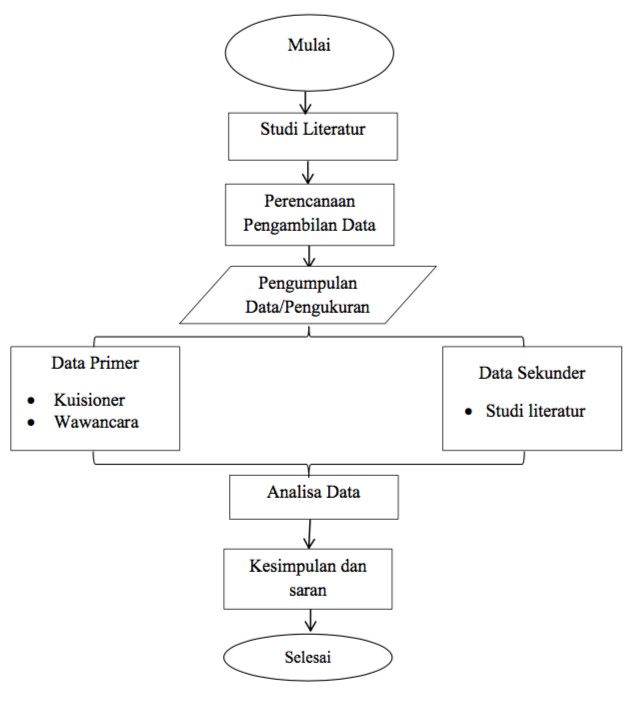 Mulai
Studi Literatur
Perencanaan
Pengambilan Data
Pengumpulan
Data/Pengukuran
Data Primer
• Kuisioner
• Wawancara
Data Sekunder
• Studi literatur
Analisa Data
Kesimpulan dan
saran
Selesai